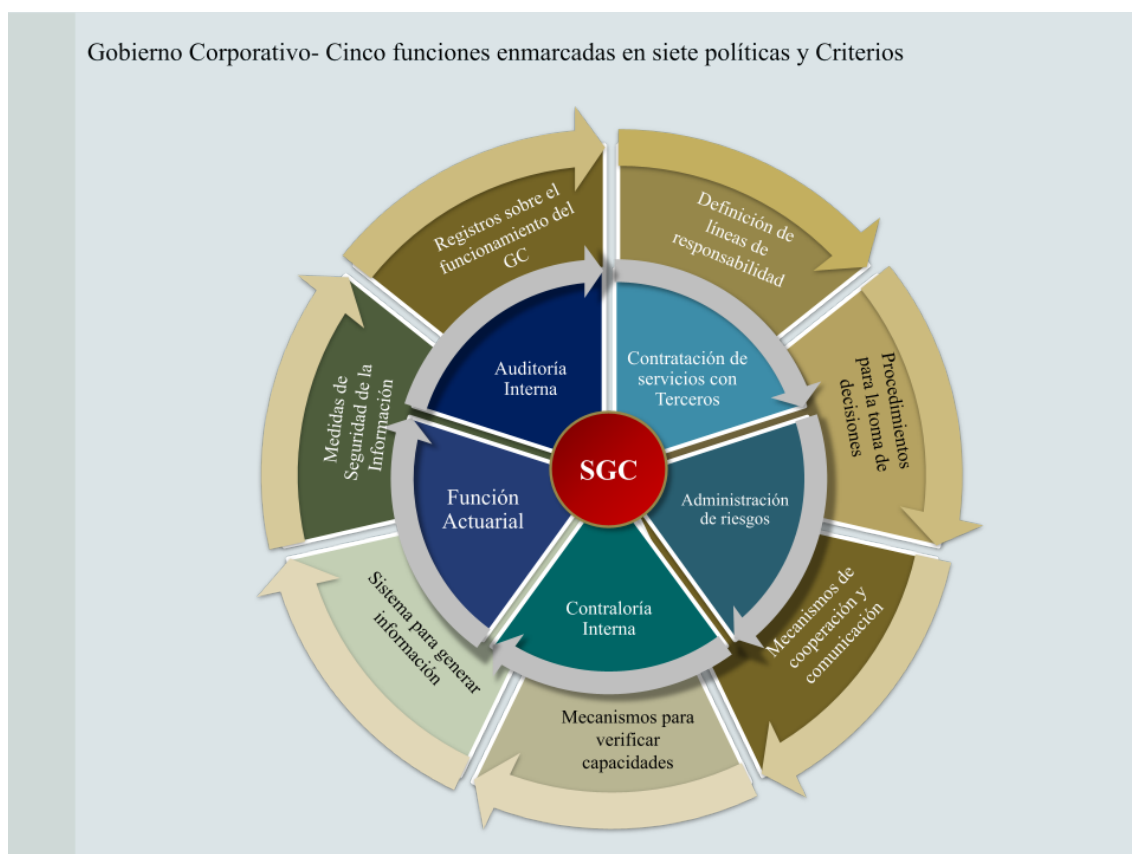 Gobierno Corporativo- Cinco funciones enmarcadas en siete políticas y Criterios
Registros sobre el
funcionamiento del
GC
Definición de
líneas de
responsabilidad
Procedimientos
para la toma de
decisiones
Mecanismos de
cooperación y
comunicación
Mecanismos para
verificar
capacidades
Sistema para generar
información
Medidas de
Seguridad de la
Información
Auditoría
Interna
Contratación de
servicios con
Terceros
Administración
de riesgos
Contraloría
Interna
Función
Actuarial
SGC